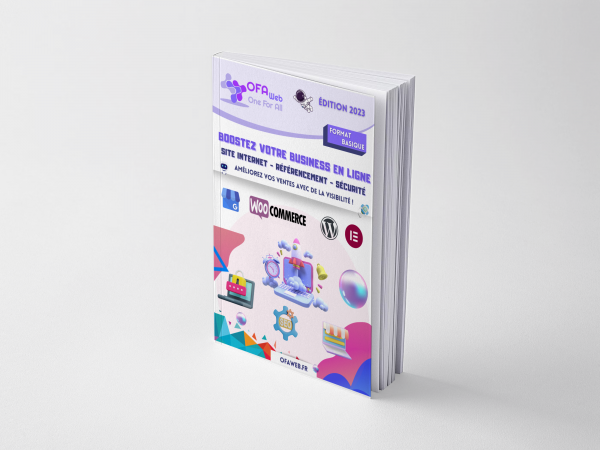 OFA
Web
One For All
ÉDITION 2023
FORMAT
BASIQUE
BOOSTEZ VOTRE BUSINESS EN LIGNE
SITE INTERNET - RÉFÉRENCEMENT - SÉCURITÉ
AMÉLIOREZ VOS VENTES AVEC DE LA VISIBILITÉ !
G
WOO COMMERCE
OFAWEB.FR